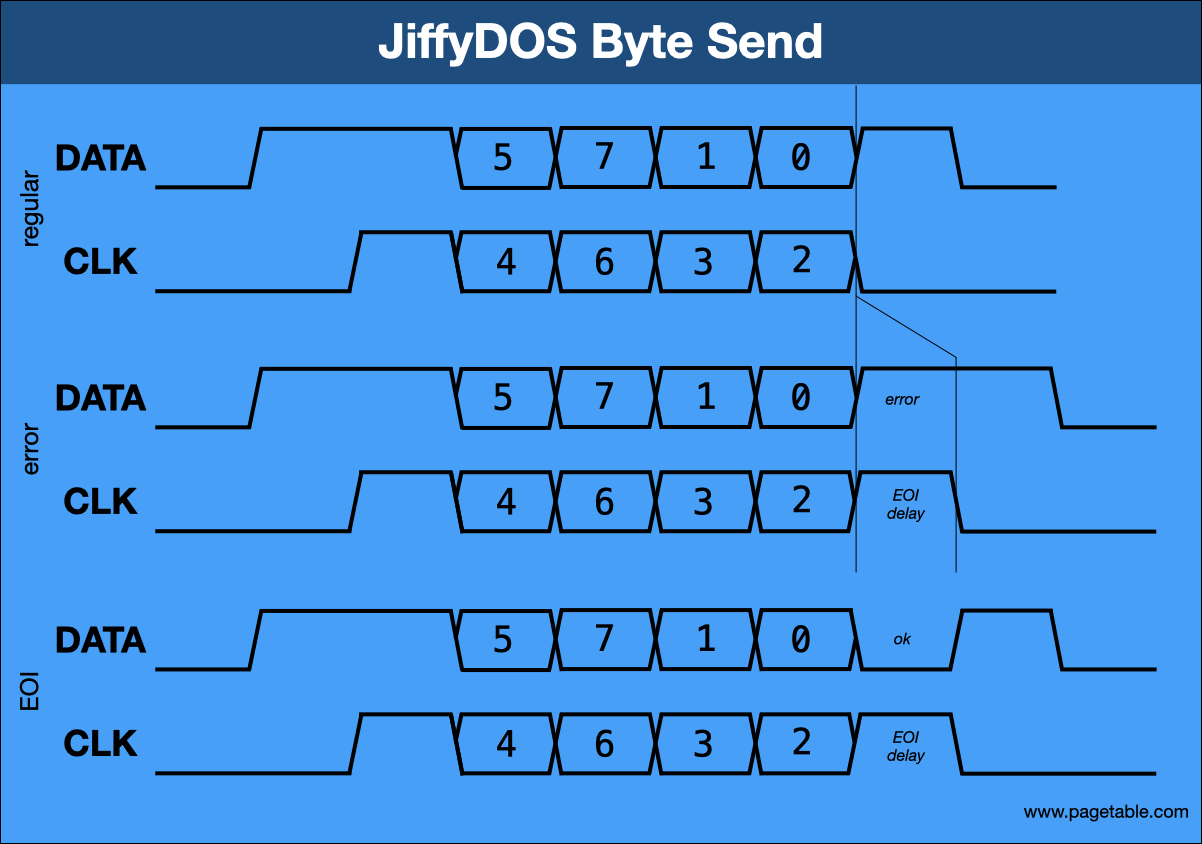 JiffyDOS Byte Send
regular
DATA 5 7 1 0
CLK 4 6 3 2
error
DATA 5 7 1 0 error
CLK 4 6 3 2 EOI
delay
EOI
DATA 5 7 1 0 ok
CLK 4 6 3 2 EOI
delay
www.pagetable.com